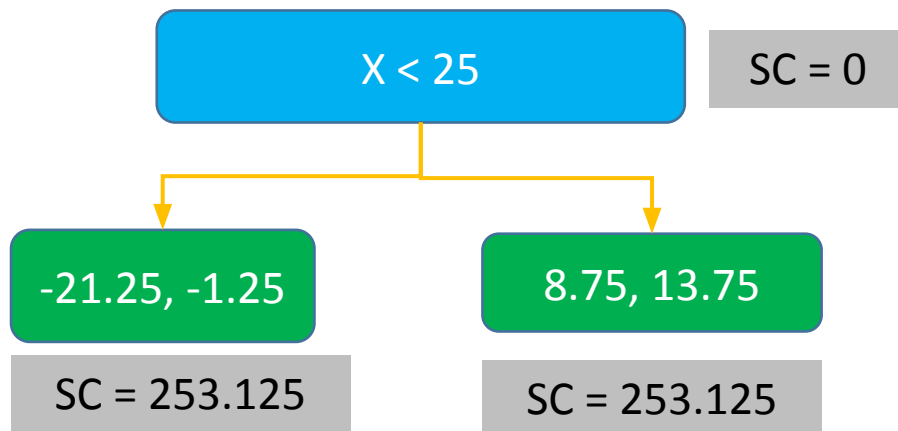 X < 25
SC = 0
-21.25, -1.25
8.75, 13.75
SC = 253.125
SC = 253.125